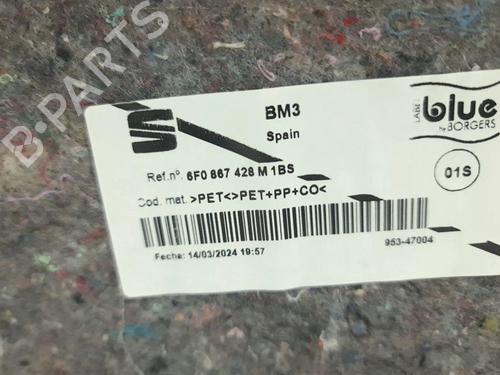 B-PARTS
BM3
Spain
LABEL blue
by BORGERS
Ref.nº. 6F0 867 428 M 1BS
01S
Cod. mat. >PET<>PET+PP+CO<
953-47004
Fecha: 14/03/2024 19:57